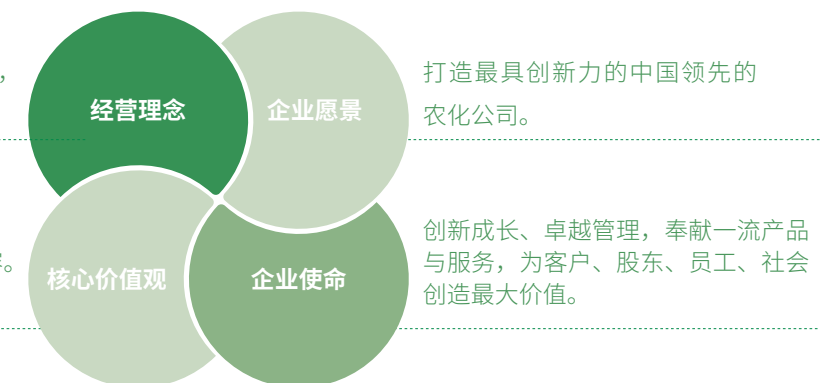 经营理念
企业愿景
打造最具创新力的中国领先的
农化公司。
核心价值观
企业使命
创新成长、卓越管理，奉献一流产品
与服务，为客户、股东、员工、社会
创造最大价值。